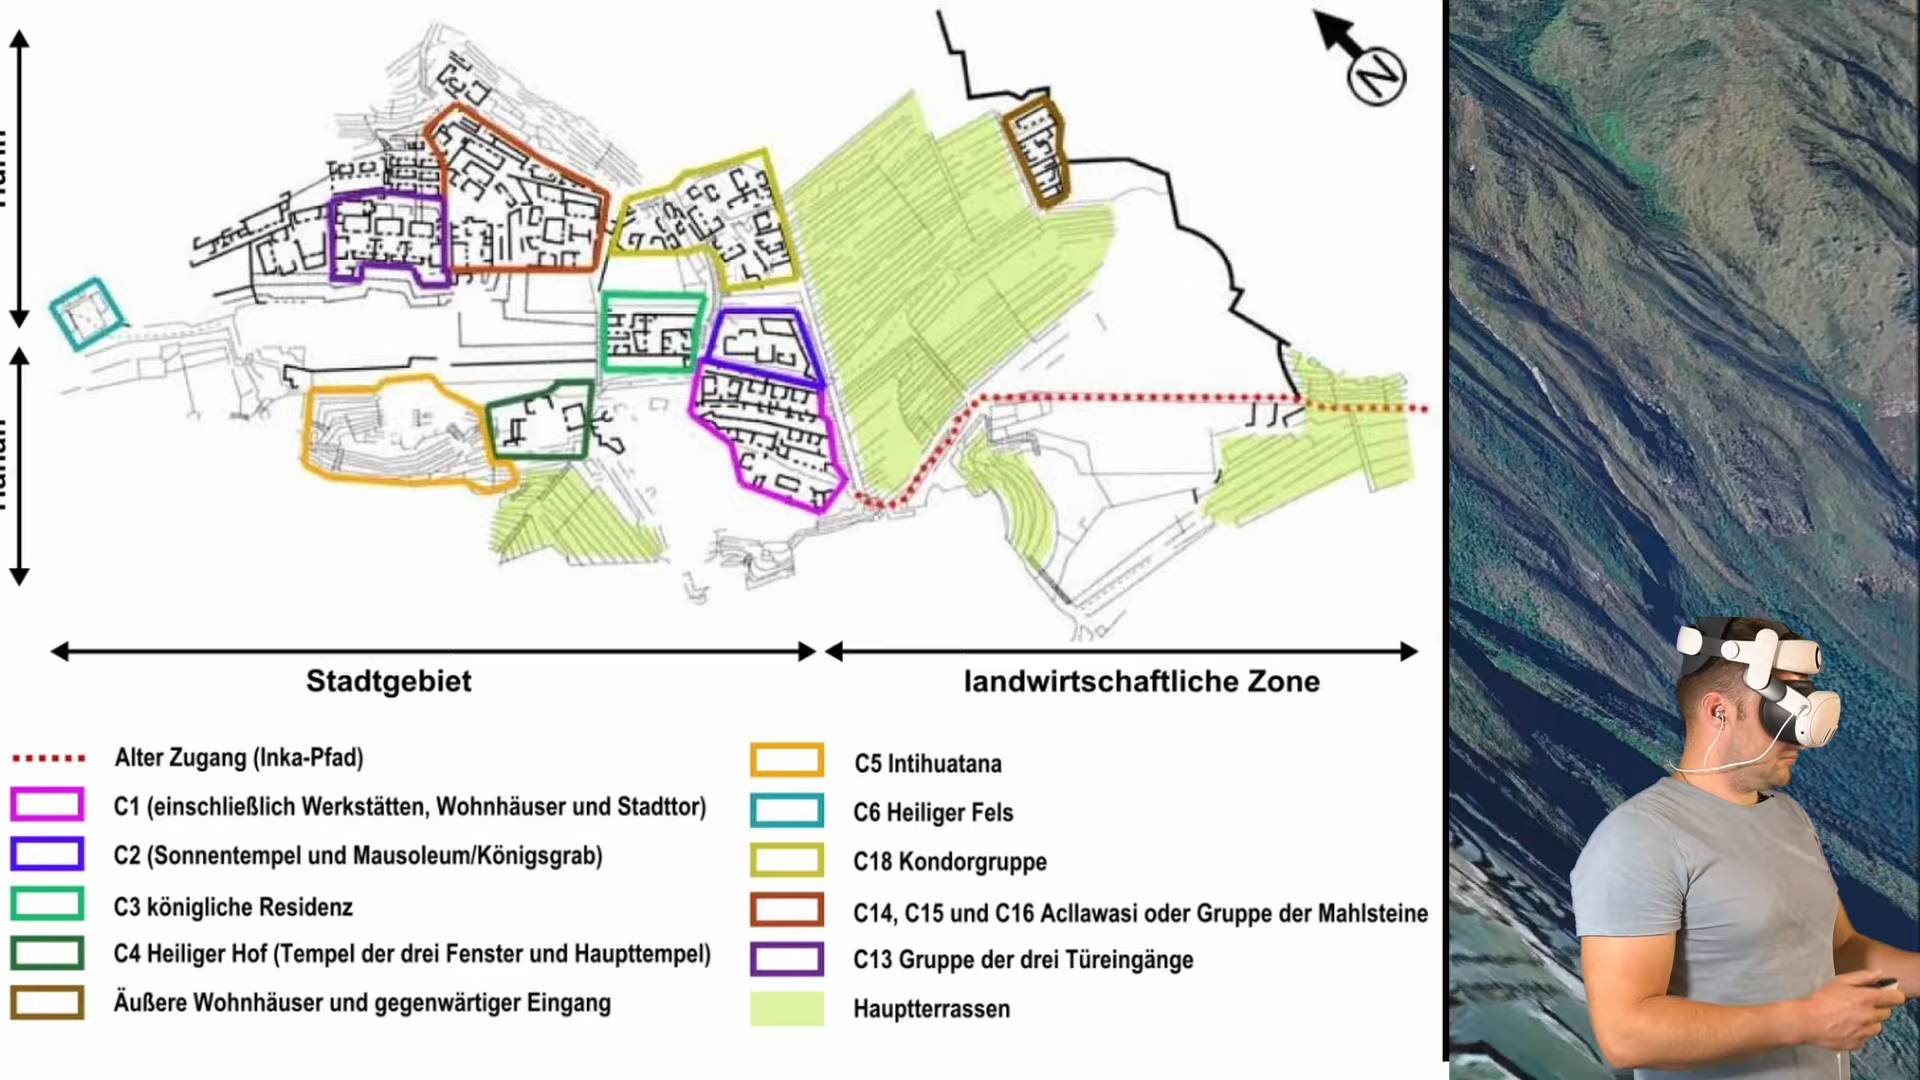 N
Stadtgebiet
landwirtschaftliche Zone
Alter Zugang (Inka-Pfad)
C1 (einschließlich Werkstätten, Wohnhäuser und Stadttor)
C2 (Sonnentempel und Mausoleum/Königsgrab)
C3 königliche Residenz
C4 Heiliger Hof (Tempel der drei Fenster und Haupttempel)
Äußere Wohnhäuser und gegenwärtiger Eingang
C5 Intihuatana
C6 Heiliger Fels
C18 Kondorgruppe
C14, C15 und C16 Acllawasi oder Gruppe der Mahlsteine
C13 Gruppe der drei Türeingänge
Hauptterrassen